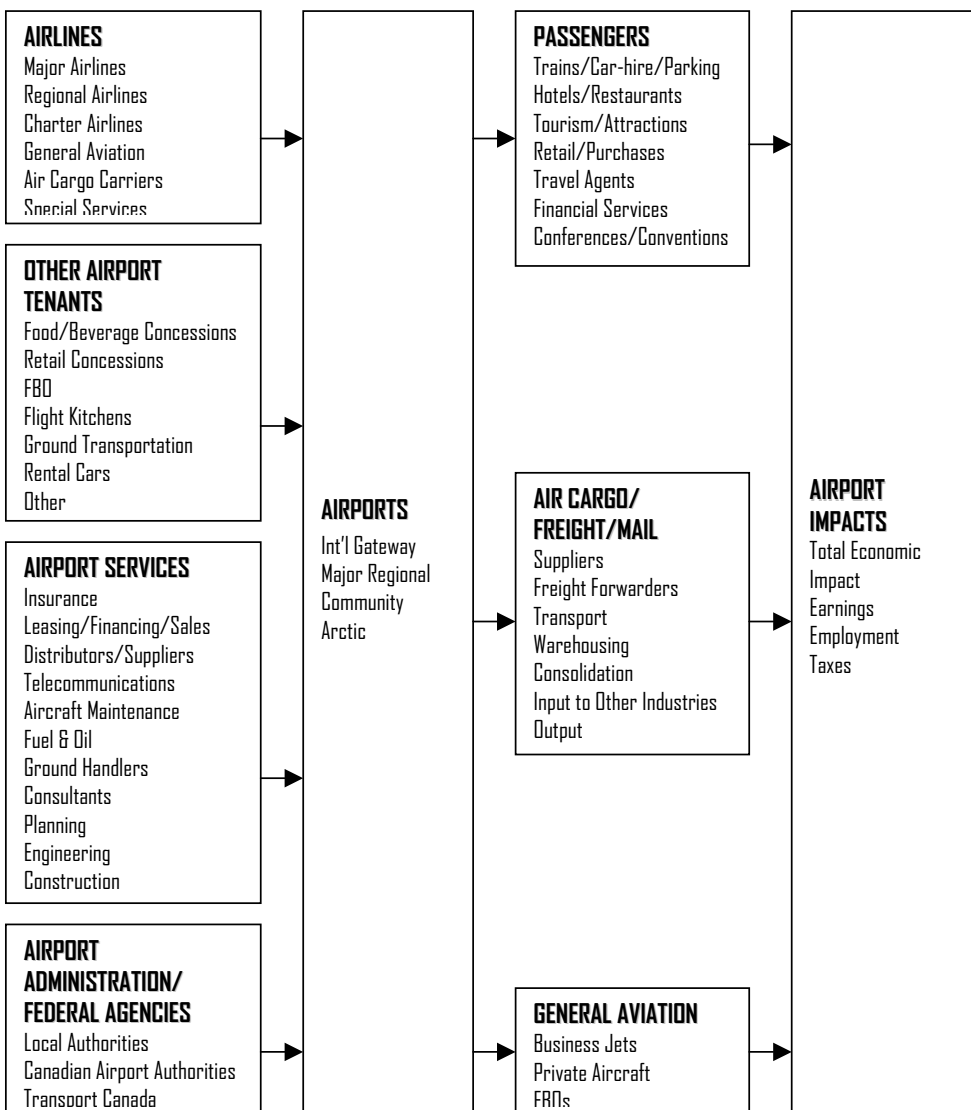 AIRLINES
Major Airlines
Regional Airlines
Charter Airlines
General Aviation
Air Cargo Carriers
Special Services
OTHER AIRPORT
TENANTS
Food/Beverage Concessions
Retail Concessions
FBO
Flight Kitchens
Ground Transportation
Rental Cars
Other
AIRPORT SERVICES
Insurance
Leasing/Financing/Sales
Distributors/Suppliers
Telecommunications
Aircraft Maintenance
Fuel & Oil
Ground Handlers
Consultants
Planning
Engineering
Construction
AIRPORT
ADMINISTRATION/
FEDERAL AGENCIES
Local Authorities
Canadian Airport Authorities
Transport Canada
AIRPORTS
Int'l Gateway
Major Regional
Community
Arctic
PASSENGERS
Trains/Car-hire/Parking
Hotels/Restaurants
Tourism/Attractions
Retail/Purchases
Travel Agents
Financial Services
Conferences/Conventions
AIR CARGO/
FREIGHT/MAIL
Suppliers
Freight Forwarders
Transport
Warehousing
Consolidation
Input to Other Industries
Output
GENERAL AVIATION
Business Jets
Private Aircraft
FBOs
AIRPORT
IMPACTS
Total Economic
Impact
Earnings
Employment
Taxes